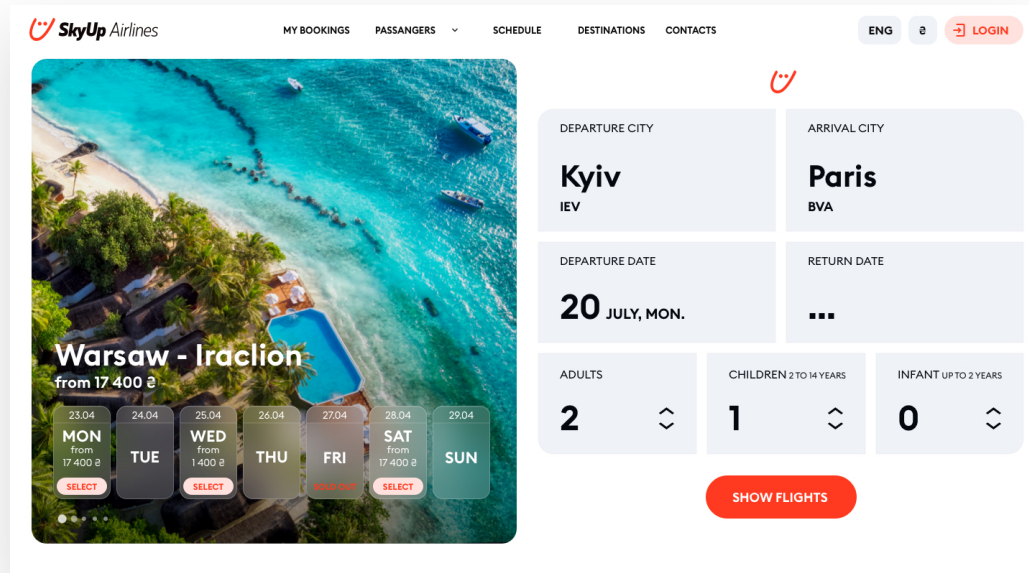 SkyUp Airlines
MY BOOKINGS PASSANGERS SCHEDULE DESTINATIONS CONTACTS
ENG ₴ LOGIN
Warsaw - Iraclion
from 17 400 ₴
23.04 24.04 25.04 26.04 27.04 28.04 29.04
MON TUE WED THU FRI SAT SUN
from from from
17 400 ₴ 1 400 ₴ 17 400 ₴
SELECT SELECT SOLD OUT SELECT
DEPARTURE CITY ARRIVAL CITY
Kyiv Paris
IEV BVA
DEPARTURE DATE RETURN DATE
20 JULY, MON. ...
ADULTS CHILDREN 2 TO 14 YEARS INFANT UP TO 2 YEARS
2 1 0
SHOW FLIGHTS